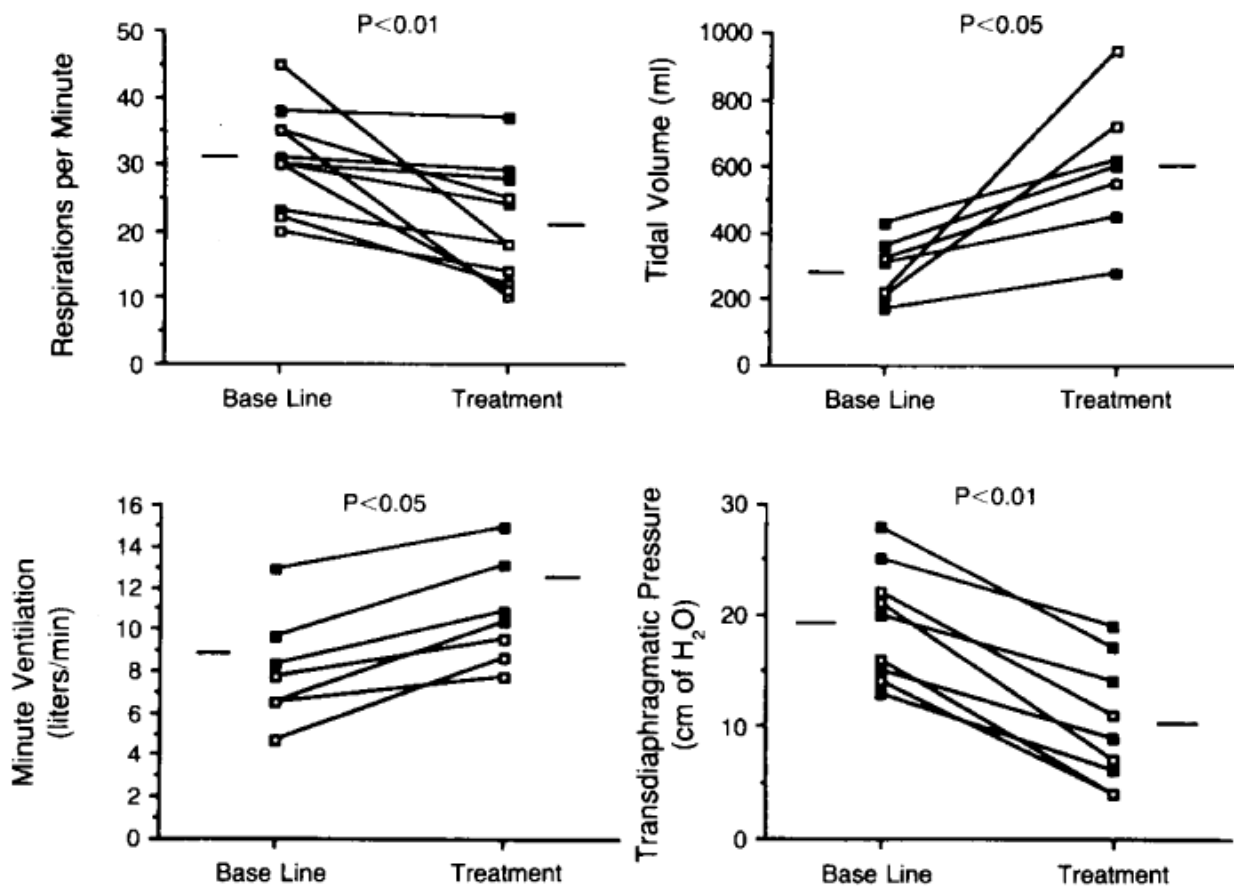 P<0.01
Respirations per Minute
50
40
30
20
10
0
Base Line Treatment
P<0.05
Tidal Volume (ml)
1000
800
600
400
200
0
Base Line Treatment
P<0.05
Minute Ventilation
(liters/min)
16
14
12
10
8
6
4
2
0
Base Line Treatment
P<0.01
Transdiaphragmatic Pressure
(cm of H₂O)
30
20
10
0
Base Line Treatment